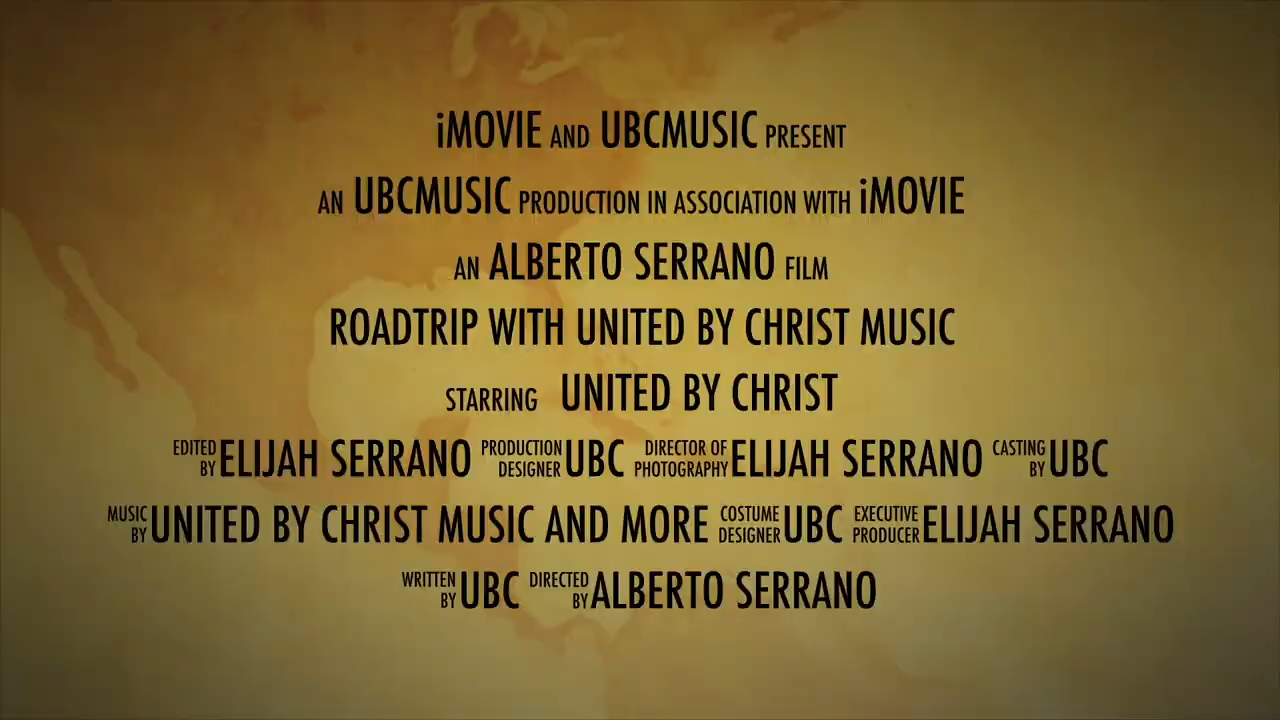 iMOVIE AND UBCMUSIC PRESENT
AN UBCMUSIC PRODUCTION IN ASSOCIATION WITH iMOVIE
AN ALBERTO SERRANO FILM
ROADTRIP WITH UNITED BY CHRIST MUSIC
STARRING UNITED BY CHRIST
EDITED BY ELIJAH SERRANO PRODUCTION DESIGNER UBC DIRECTOR OF PHOTOGRAPHY ELIJAH SERRANO CASTING BY UBC
MUSIC BY UNITED BY CHRIST MUSIC AND MORE COSTUME DESIGNER UBC EXECUTIVE PRODUCER ELIJAH SERRANO
WRITTEN BY UBC DIRECTED BY ALBERTO SERRANO